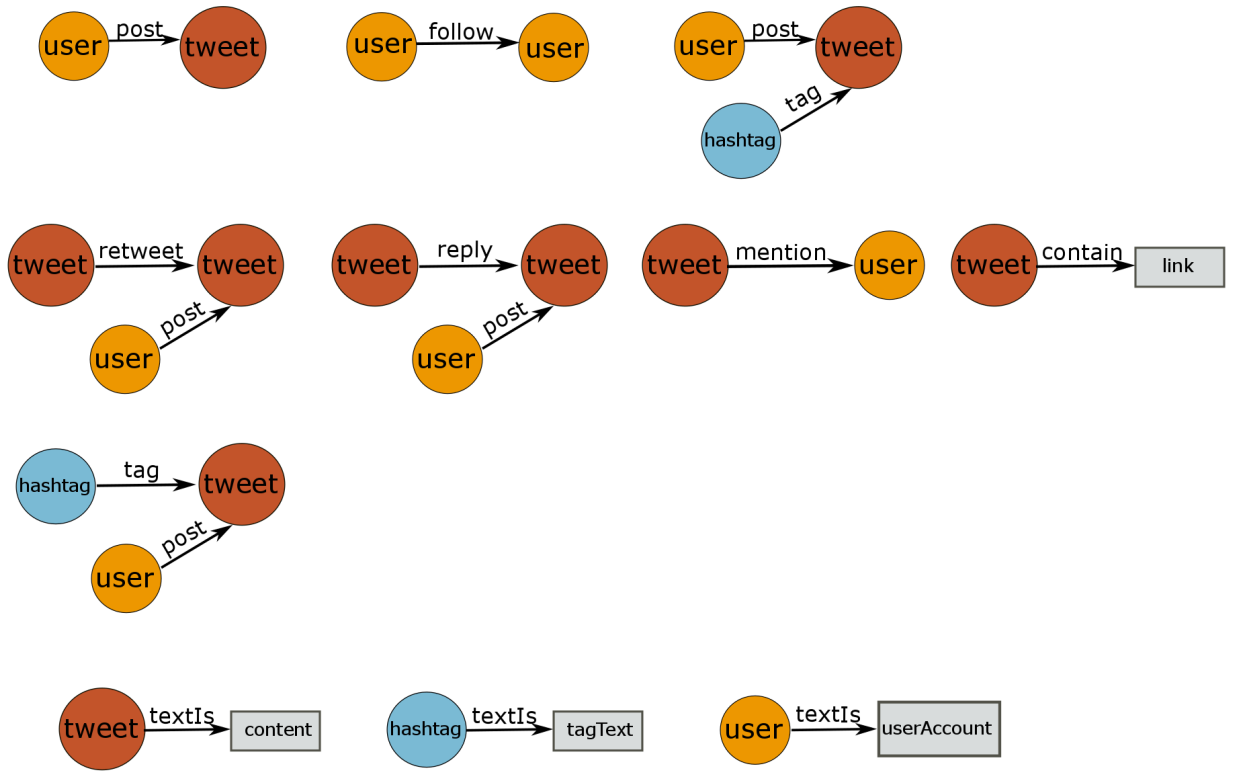 user post tweet
user follow user
user post tweet
hashtag tag
tweet retweet tweet
user post
tweet reply tweet
user post
tweet mention user
tweet contain link
hashtag tag tweet
user post
tweet textIs content
hashtag textIs tagText
user textIs userAccount